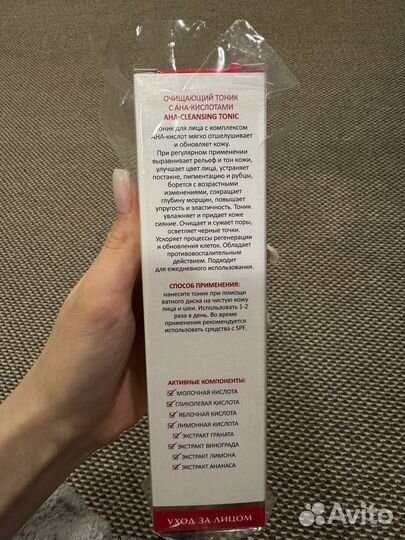 ОЧИЩАЮЩИЙ ТОНИК
С АНА-КИСЛОТАМИ
AHA-CLEANSING TONIC
Тоник для лица с комплексом
АНА-кислот мягко отшелушивает
и обновляет кожу.
При регулярном применении
выравнивает рельеф и тон кожи,
улучшает цвет лица, устраняет
постакне, пигментацию и рубцы,
борется с возрастными
изменениями, сокращает
глубину морщин, повышает
упругость и эластичность. Тоник
увлажняет и придает коже
сияние. Очищает и сужает поры,
осветляет черные точки.
Ускоряет процессы регенерации
и обновления клеток. Обладает
противовоспалительным
действием. Подходит
для ежедневного использования.
СПОСОБ ПРИМЕНЕНИЯ:
нанесите тоник при помощи
ватного диска на чистую кожу
лица и шеи. Использовать 1-2
раза в день. Во время
применения рекомендуется
использовать средства с SPF.
АКТИВНЫЕ КОМПОНЕНТЫ:
МОЛОЧНАЯ КИСЛОТА
ГЛИКОЛЕВАЯ КИСЛОТА
ЯБЛОЧНАЯ КИСЛОТА
ЛИМОННАЯ КИСЛОТА
ЭКСТРАКТ ГРАНАТА
ЭКСТРАКТ ВИНОГРАДА
ЭКСТРАКТ ЛИМОНА
ЭКСТРАКТ АНАНАСА
УХОД ЗА ЛИЦОМ
Avito